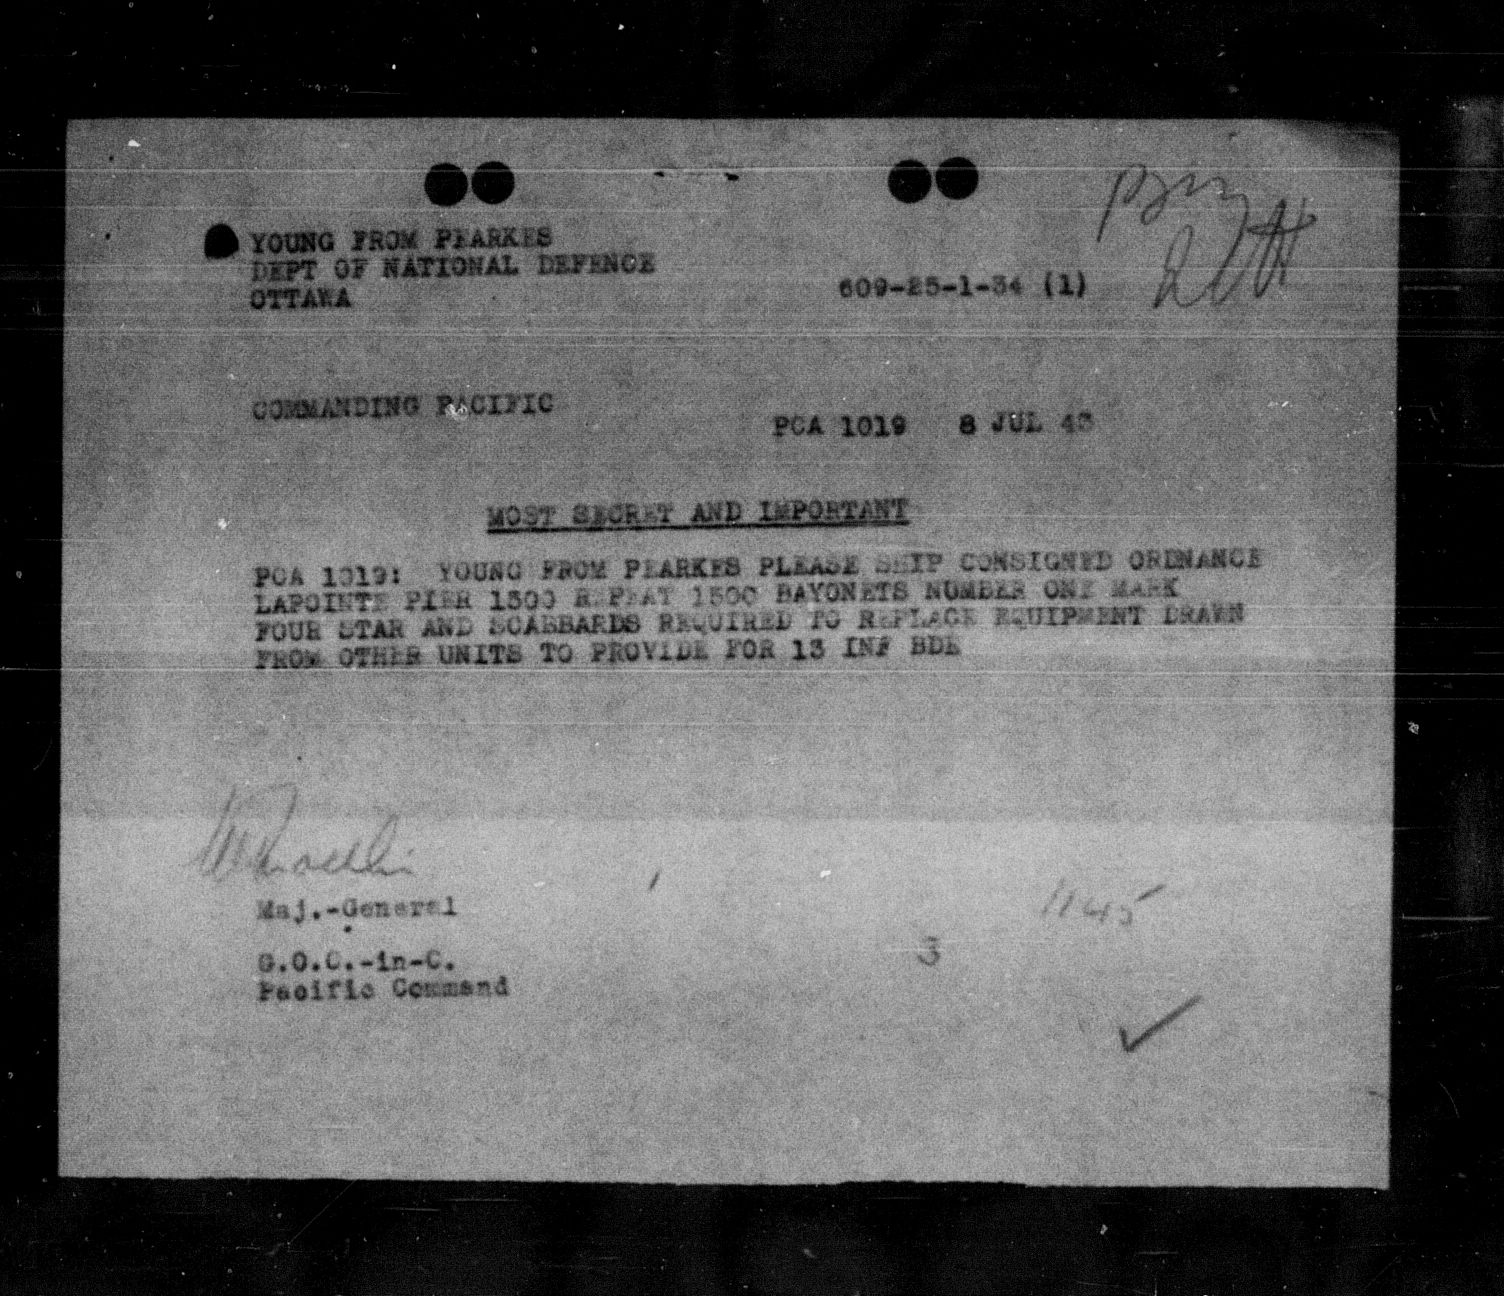 YOUNG FROM PEARKES
DEPT OF NATIONAL DEFENCE
OTTAWA
609-25-1-34 (1)
COMMANDING PACIFIC
PCA 1019 8 JUL 43
MOST SECRET AND IMPORTANT
PCA 1019: YOUNG FROM PEARKES PLEASE SHIP CONSIGNED ORDNANCE
LAPOINTE PIER 1500 REPEAT 1500 BAYONETS NUMBER ONE MARK
FOUR STAR AND SCABBARDS REQUIRED TO REPLACE EQUIPMENT DRAWN
FROM OTHER UNITS TO PROVIDE FOR 13 INF BDE
Maj.-General
1145
G.O.C.-in-C.
3
Pacific Command